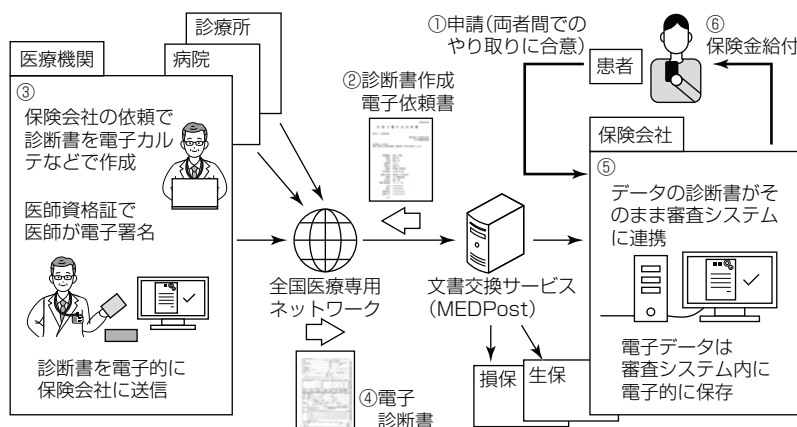 診療所
病院
医療機関
③
保険会社の依頼で
診断書を電子カル
テなどで作成
医師資格証で
医師が電子署名
診断書を電子的に
保険会社に送信
①申請(両者間での
やり取りに合意)
患者
⑥
保険金給付
②診断書作成
電子依頼書
全国医療専用
ネットワーク
④電子
診断書
文書交換サービス
(MEDPost)
損保
生保
保険会社
⑤
データの診断書がそ
のまま審査システム
に連携
電子データは
審査システム内に
電子的に保存